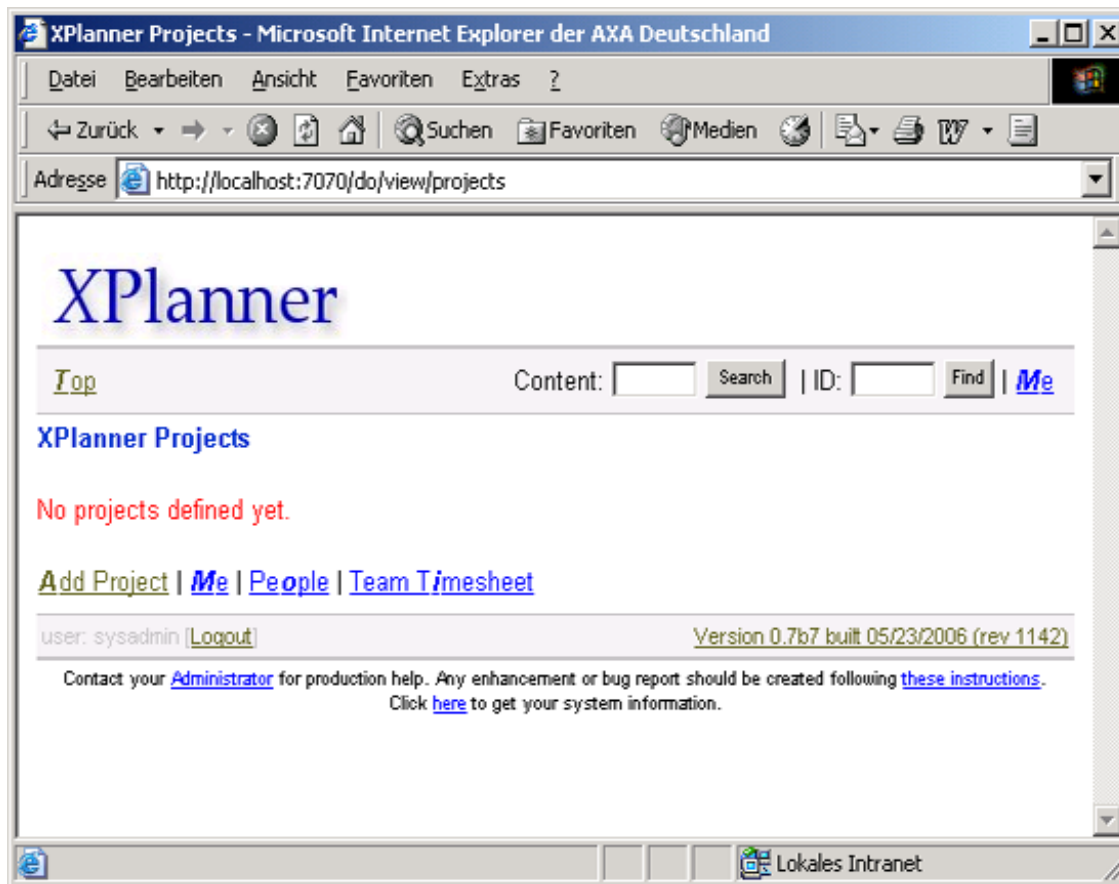 XPlanner Projects - Microsoft Internet Explorer der AXA Deutschland
Datei Bearbeiten Ansicht Favoriten Extras ?
Zurück Suchen Favoriten Medien
Adresse http://localhost:7070/do/view/projects
XPlanner
Top Content: Search | ID: Find | Me
XPlanner Projects
No projects defined yet.
Add Project | Me | People | Team Timesheet
user: sysadmin [Logout] Version 0.7b7 built 05/23/2006 (rev 1142)
Contact your Administrator for production help. Any enhancement or bug report should be created following these instructions.
Click here to get your system information.
Lokales Intranet